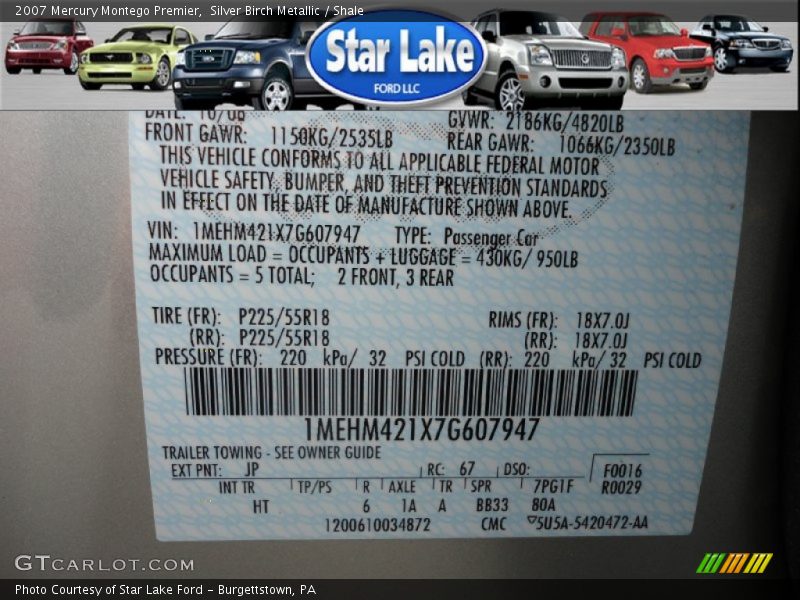 2007 Mercury Montego Premier,  Silver Birch Metallic / Shale
Star Lake
FORD LLC
DATE: 10/06 GVWR: 2186KG/4820LB
FRONT GAWR: 1150KG/2535LB REAR GAWR: 1066KG/2350LB
THIS VEHICLE CONFORMS TO ALL APPLICABLE FEDERAL MOTOR
VEHICLE SAFETY, BUMPER, AND THEFT PREVENTION STANDARDS
IN EFFECT ON THE DATE OF MANUFACTURE SHOWN ABOVE.
VIN: 1MEHM421X7G607947 TYPE: Passenger Car
MAXIMUM LOAD = OCCUPANTS + LUGGAGE = 430KG/ 950LB
OCCUPANTS = 5 TOTAL; 2 FRONT, 3 REAR
TIRE (FR): P225/55R18 RIMS (FR): 18X7.0J
(RR): P225/55R18 (RR): 18X7.0J
PRESSURE (FR): 220 kPa/ 32 PSI COLD (RR): 220 kPa/ 32 PSI COLD
1MEHM421X7G607947
TRAILER TOWING - SEE OWNER GUIDE
EXT PNT: JP RC: 67 DSO: F0016
INT TR TP/PS R AXLE TR SPR 7PG1F R0029
HT 6 1A A BB33 80A
1200610034872 CMC 5U5A-5420472-AA
GTCARLOT.COM
Photo Courtesy of Star Lake Ford - Burgettstown, PA